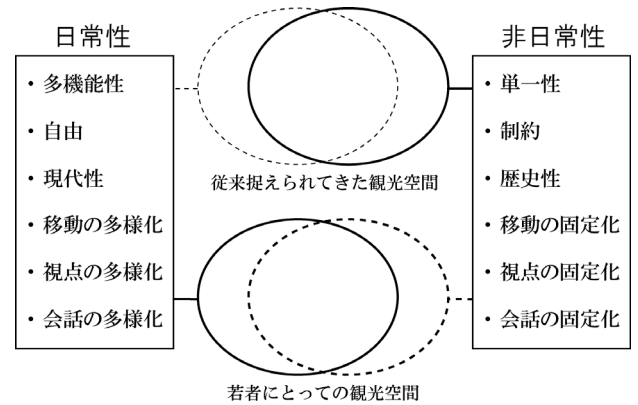 日常性
・多機能性
・自由
・現代性
・移動の多様化
・視点の多様化
・会話の多様化
従来捉えられてきた観光空間
若者にとっての観光空間
非日常性
・単一性
・制約
・歴史性
・移動の固定化
・視点の固定化
・会話の固定化